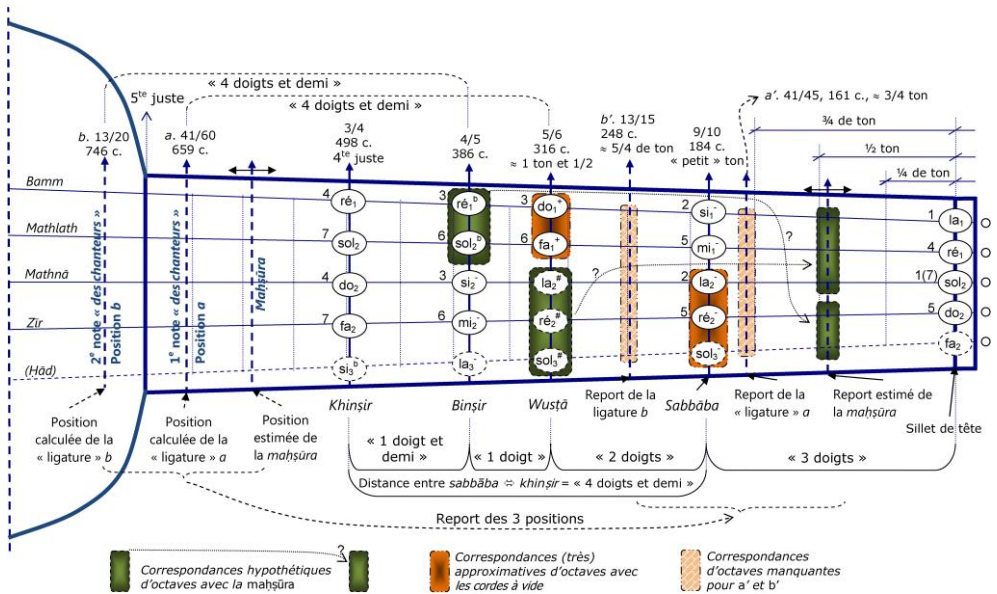 « 4 doigts et demi »
« 4 doigts et demi »
5te juste
b. 13/20
746 c.
a. 41/60
659 c.
3/4
498 c.
4te juste
4/5
386 c.
5/6
316 c.
≈ 1 ton et 1/2
b'. 13/15
248 c.
≈ 5/4 de ton
9/10
184 c.
« petit » ton
a'. 41/45, 161 c., ≈ 3/4 ton
¾ de ton
½ ton
¼ de ton
Bamm
Mathlath
Mathnā
Zīr
(Ḥād)
2e note « des chanteurs »
Position b
1e note « des chanteurs »
Position a
Maḥṣūra
4 ré1
7 sol2
4 do2
7 fa2
si3b
3 ré1b
6 sol2b
3 si2-
6 mi2-
la3
3 do1+
6 fa1+
la2#
ré2#
sol3#
?
2 si1-
5 mi1-
2 la2-
5 ré2-
sol3
?
1 la1
4 ré1
1(7) sol2
5 do2
fa2
Khinṣir
Binṣir
Wusṭā
Sabbāba
Position
calculée de la
« ligature » b
Position
calculée de la
« ligature » a
Position
estimée de
la maḥṣūra
Report de la
ligature b
Report de la
« ligature » a
Report estimé de
la maḥṣūra
Sillet de tête
« 1 doigt et
demi »
« 1 doigt »
« 2 doigts »
« 3 doigts »
Distance entre sabbāba ⇔ khinṣir = « 4 doigts et demi »
Report des 3 positions
?
Correspondances hypothétiques
d'octaves avec la maḥṣūra
Correspondances (très)
approximatives d'octaves avec
les cordes à vide
Correspondances
d'octaves manquantes
pour a' et b'